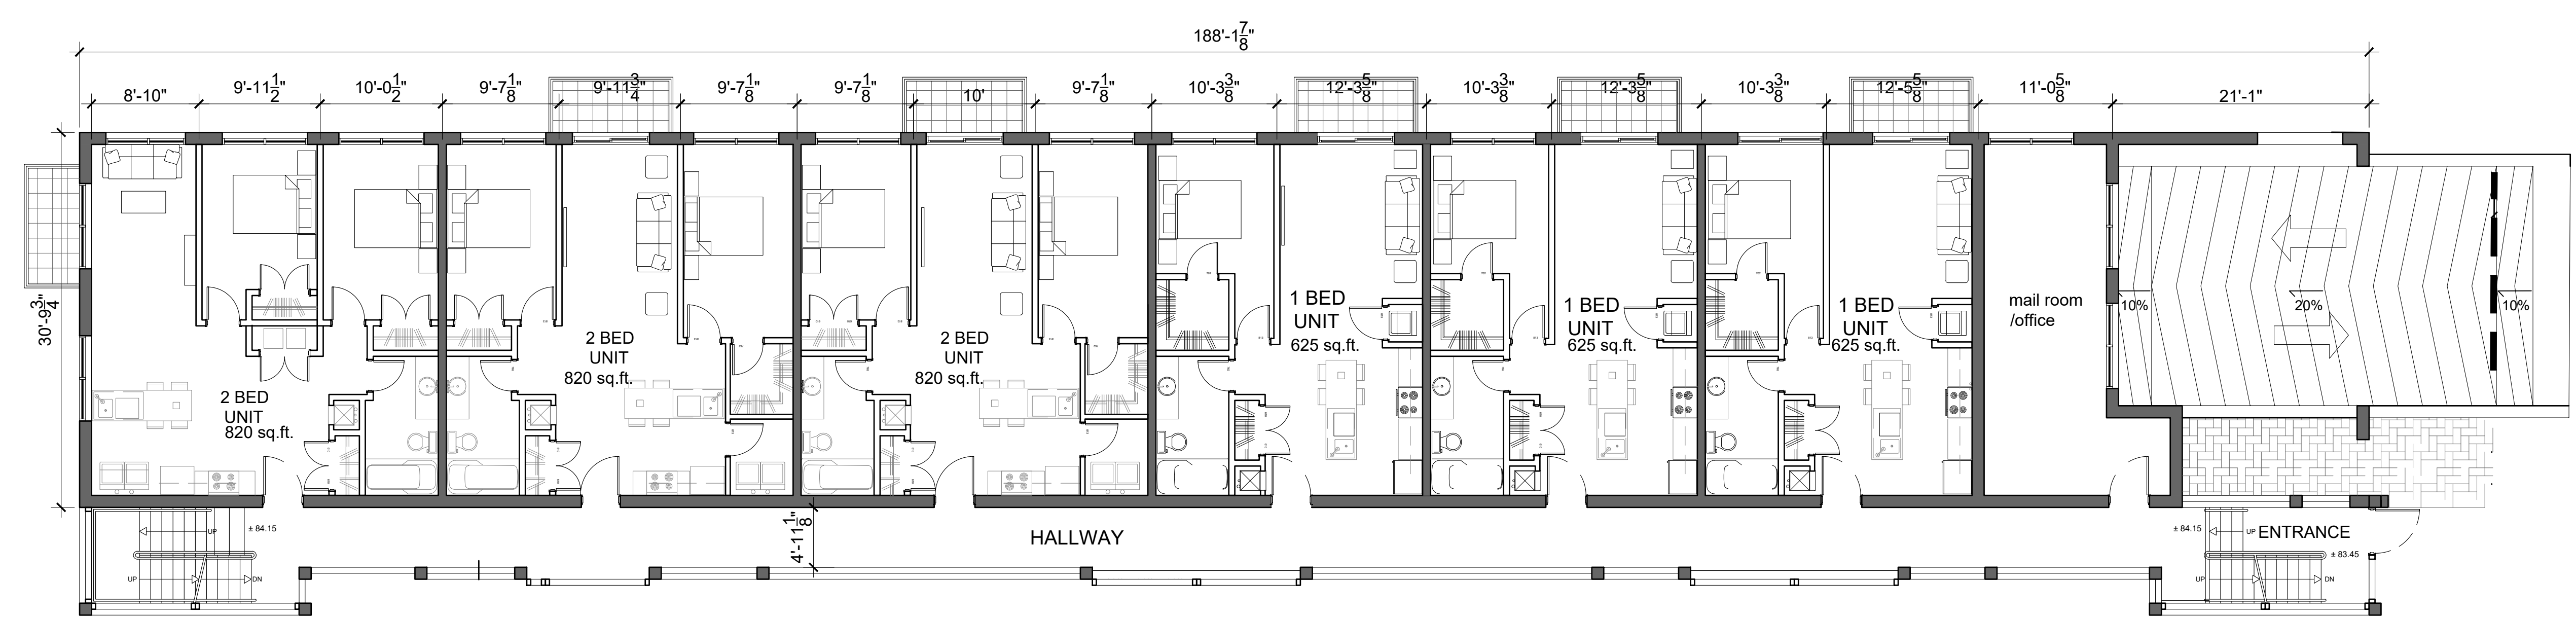 188'-1 7/8"
8'-10"
9'-11 1/2"
10'-0 1/2"
9'-7 1/8"
9'-11 3/4"
9'-7 1/8"
9'-7 1/8"
10'
9'-7 1/8"
10'-3 3/8"
12'-3 5/8"
10'-3 3/8"
12'-3 5/8"
10'-3 3/8"
12'-5 5/8"
11'-0 5/8"
21'-1"
30'-9 3/4"
2 BED
UNIT
820 sq.ft.
2 BED
UNIT
820 sq.ft.
2 BED
UNIT
820 sq.ft.
1 BED
UNIT
625 sq.ft.
1 BED
UNIT
625 sq.ft.
1 BED
UNIT
625 sq.ft.
mail room
/office
10%
20%
10%
UP
± 84.15
UP
DN
4'-11 1/8"
HALLWAY
± 84.15
UP
ENTRANCE
± 83.45
UP
DN